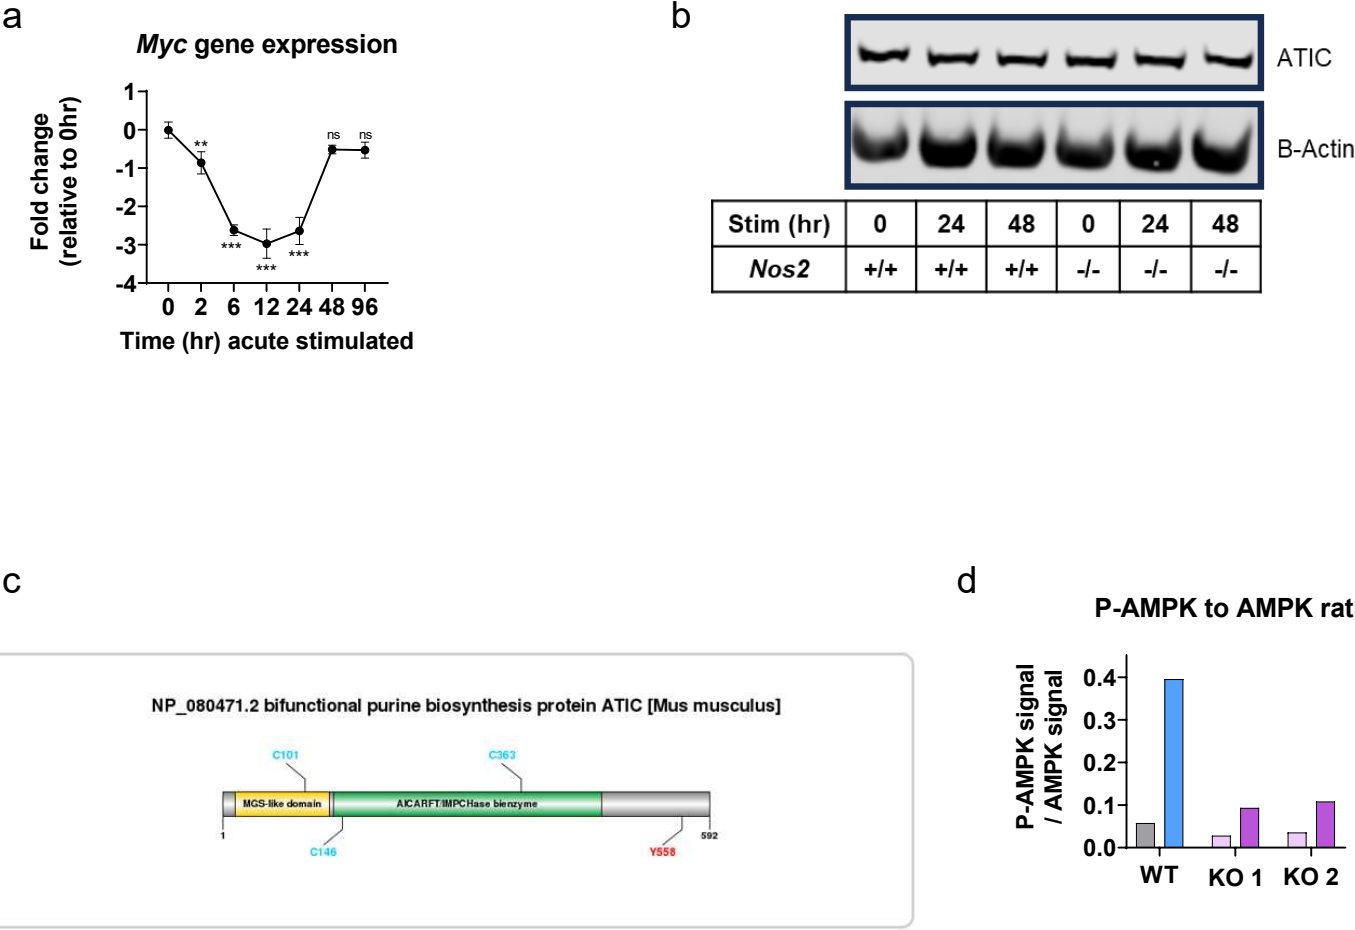 a
Myc gene expression
Fold change
(relative to 0hr)
1
0
-1
-2
-3
-4
**
***
***
***
ns
ns
0 2 6 12 24 48 96
Time (hr) acute stimulated
b
ATIC
B-Actin
Stim (hr) 0 24 48 0 24 48
Nos2 +/+ +/+ +/+ -/- -/- -/-
c
NP_080471.2 bifunctional purine biosynthesis protein ATIC [Mus musculus]
C101 C363
MGS-like domain AICARFT/IMPCHase bienzyme
1 592
C146 Y558
d
P-AMPK to AMPK rat
P-AMPK signal
/ AMPK signal
0.4
0.3
0.2
0.1
0.0
WT KO 1 KO 2